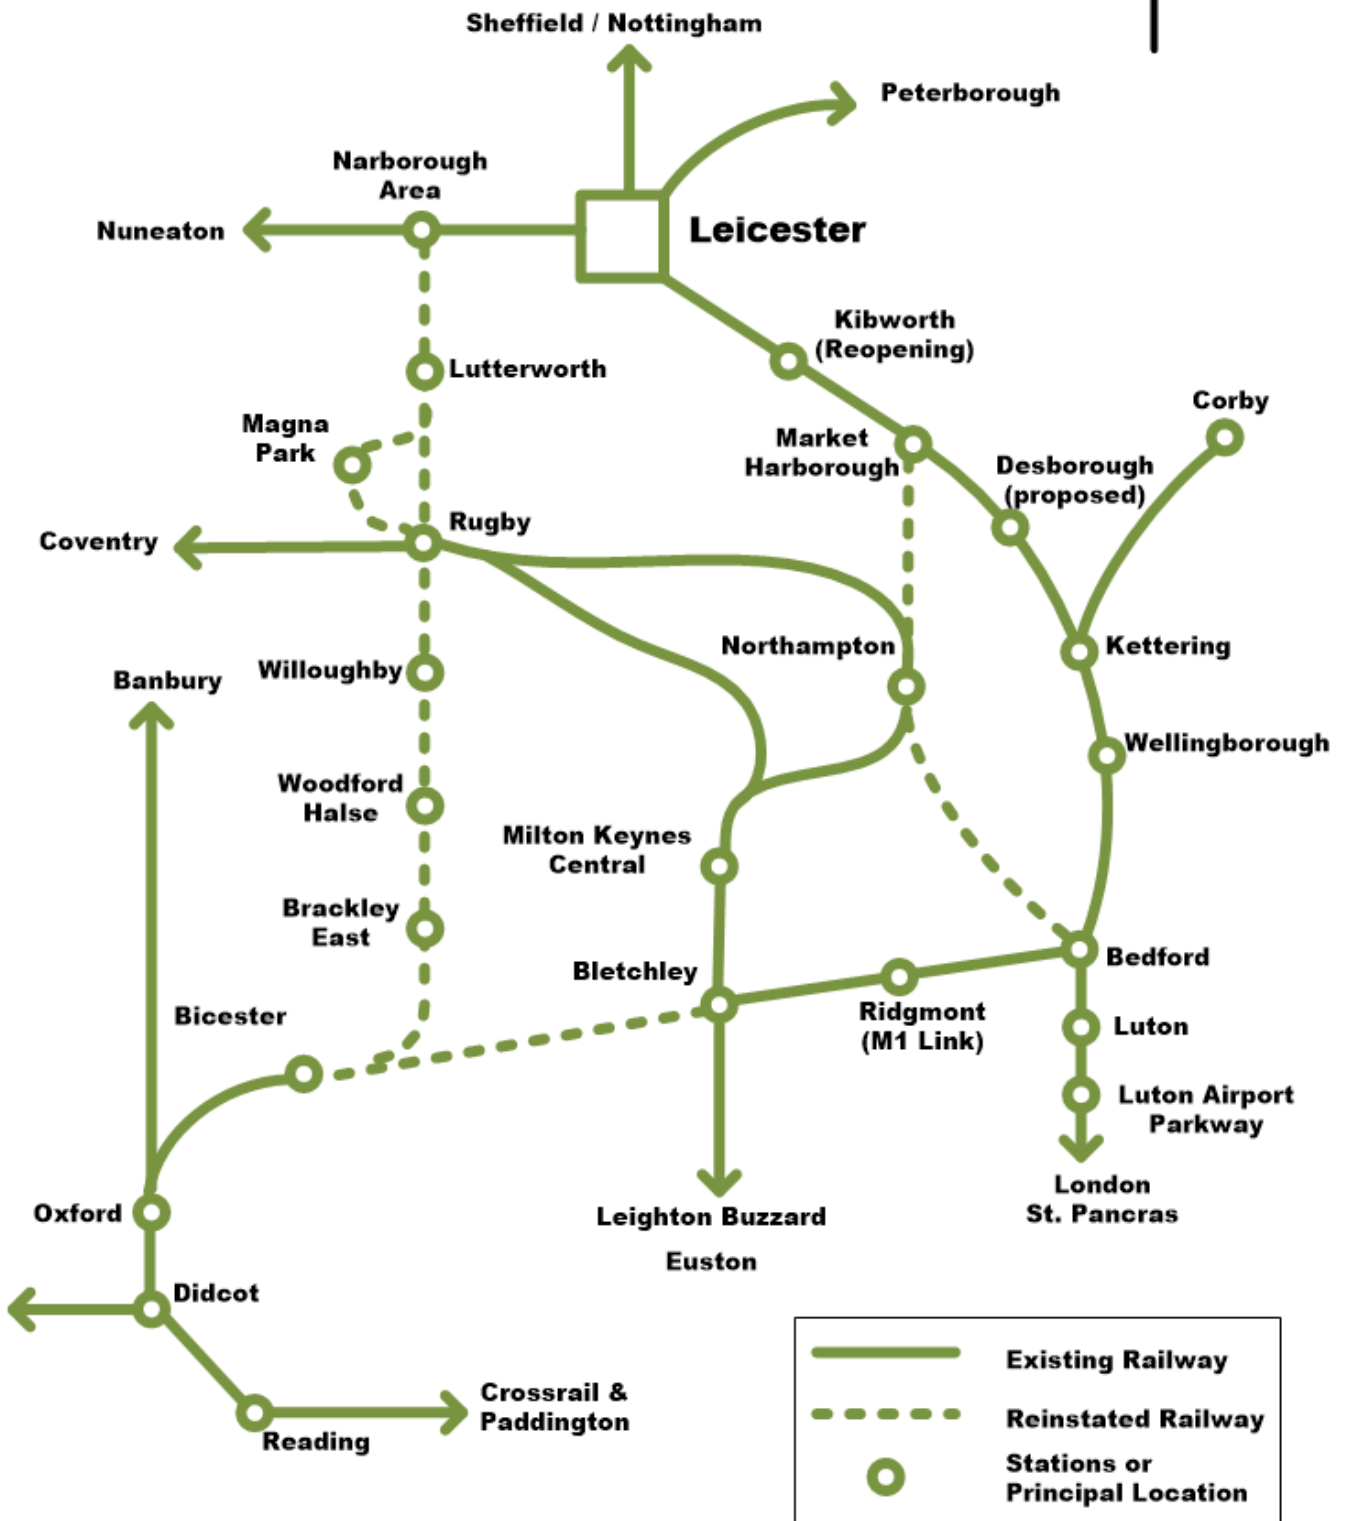 Sheffield / Nottingham
Peterborough
Narborough
Area
Nuneaton
Leicester
Kibworth
(Reopening)
Lutterworth
Corby
Magna
Park
Market
Harborough
Desborough
(proposed)
Rugby
Coventry
Northampton
Kettering
Willoughby
Banbury
Wellingborough
Woodford
Halse
Milton Keynes
Central
Brackley
East
Bedford
Bletchley
Bicester
Ridgmont
(M1 Link)
Luton
Luton Airport
Parkway
London
St. Pancras
Oxford
Leighton Buzzard
Euston
Didcot
Crossrail &
Paddington
Reading
Existing Railway
Reinstated Railway
Stations or
Principal Location